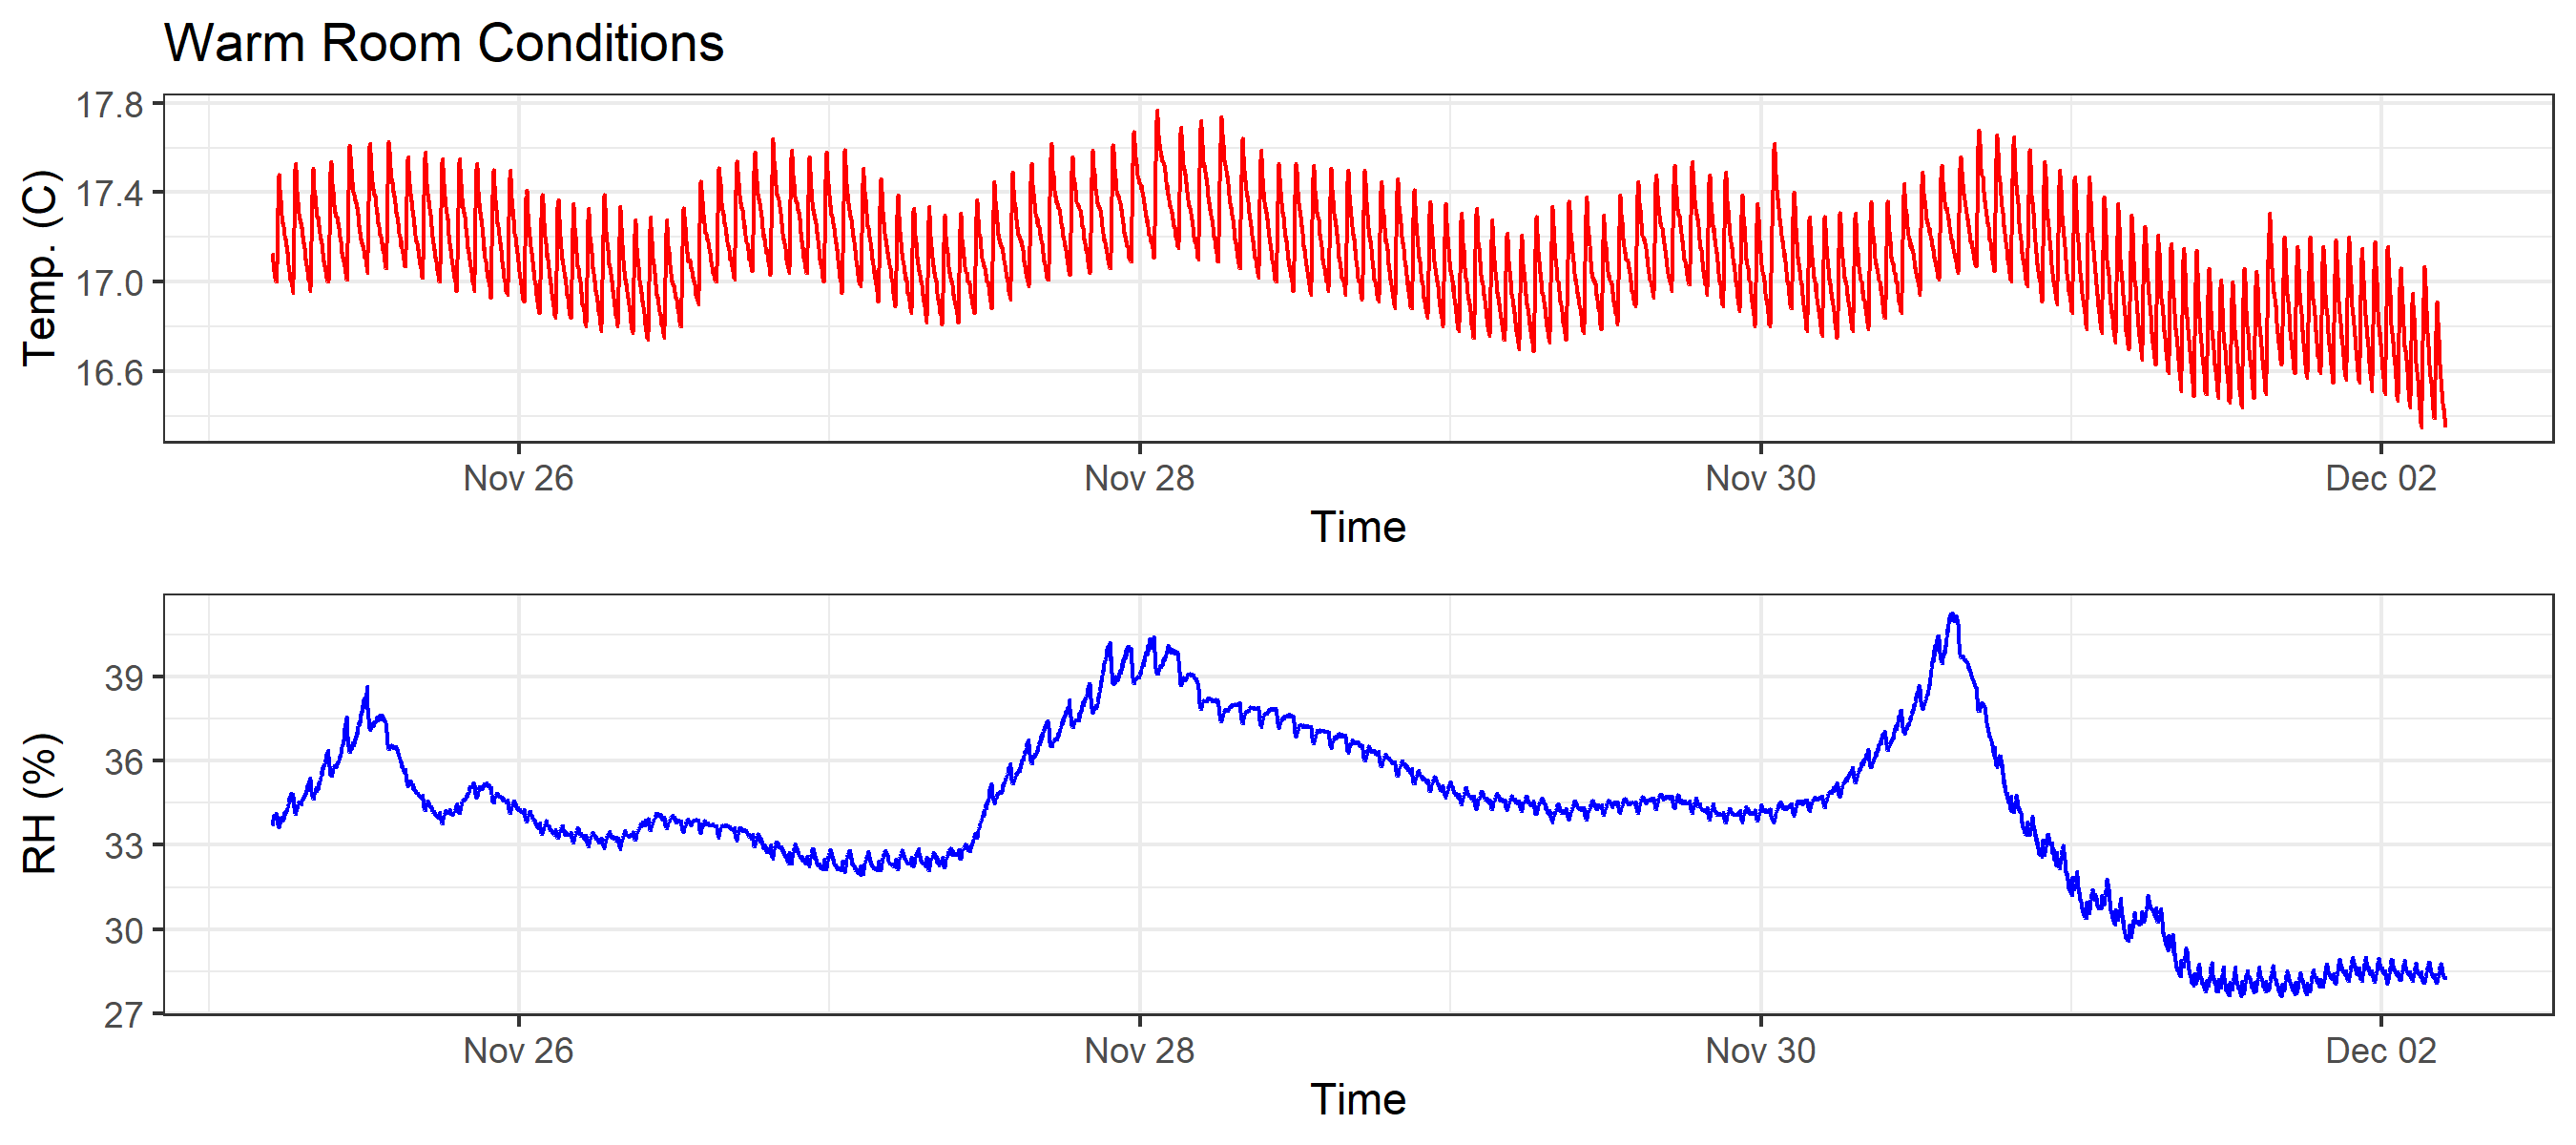 Warm Room Conditions
Temp. (C)
17.8
17.4
17.0
16.6
Nov 26 Nov 28 Nov 30 Dec 02
Time
RH (%)
39
36
33
30
27
Nov 26 Nov 28 Nov 30 Dec 02
Time